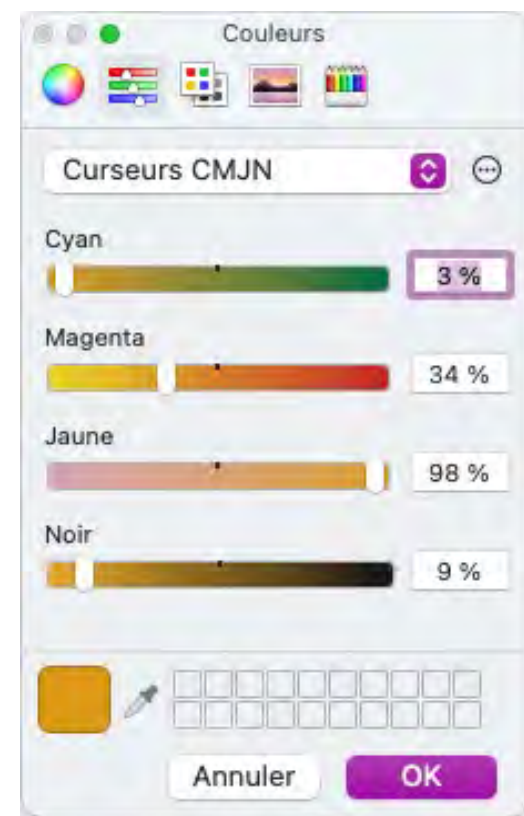 Couleurs
Curseurs CMJN
Cyan
3 %
Magenta
34 %
Jaune
98 %
Noir
9 %
Annuler
OK